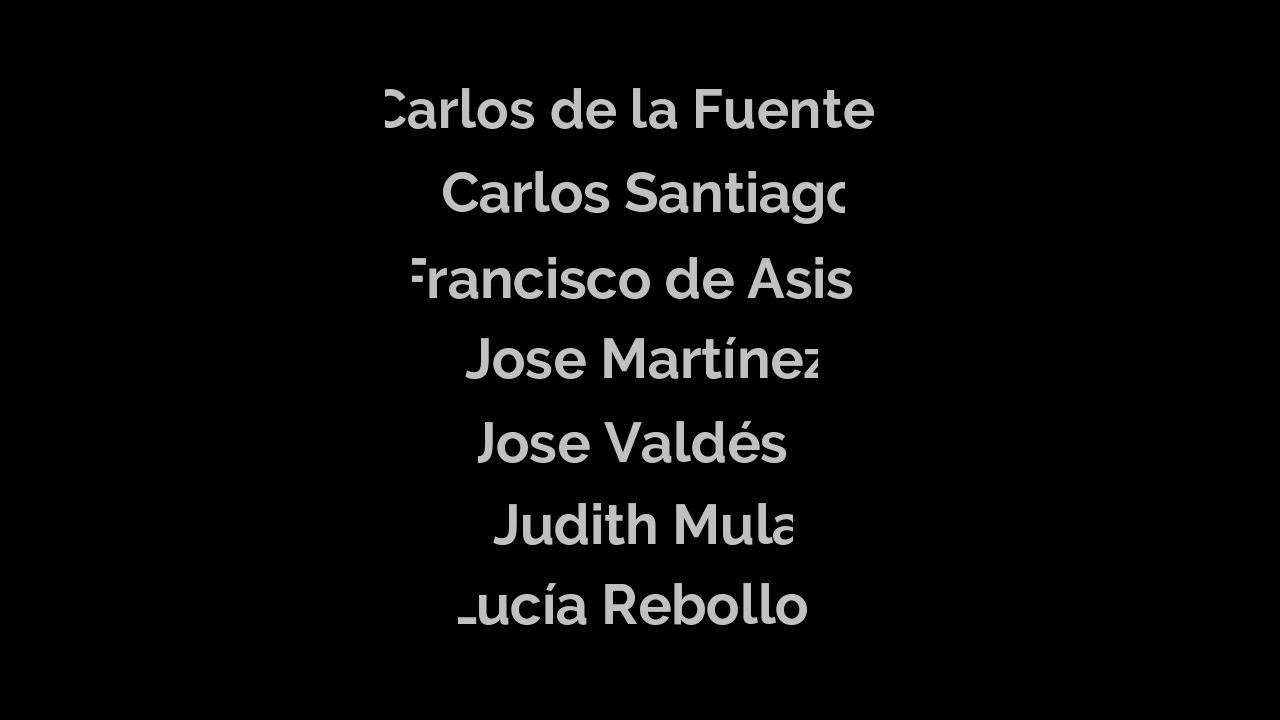 Carlos de la Fuente
Carlos Santiago
Francisco de Asis
Jose Martínez
Jose Valdés
Judith Mula
Lucía Rebollo